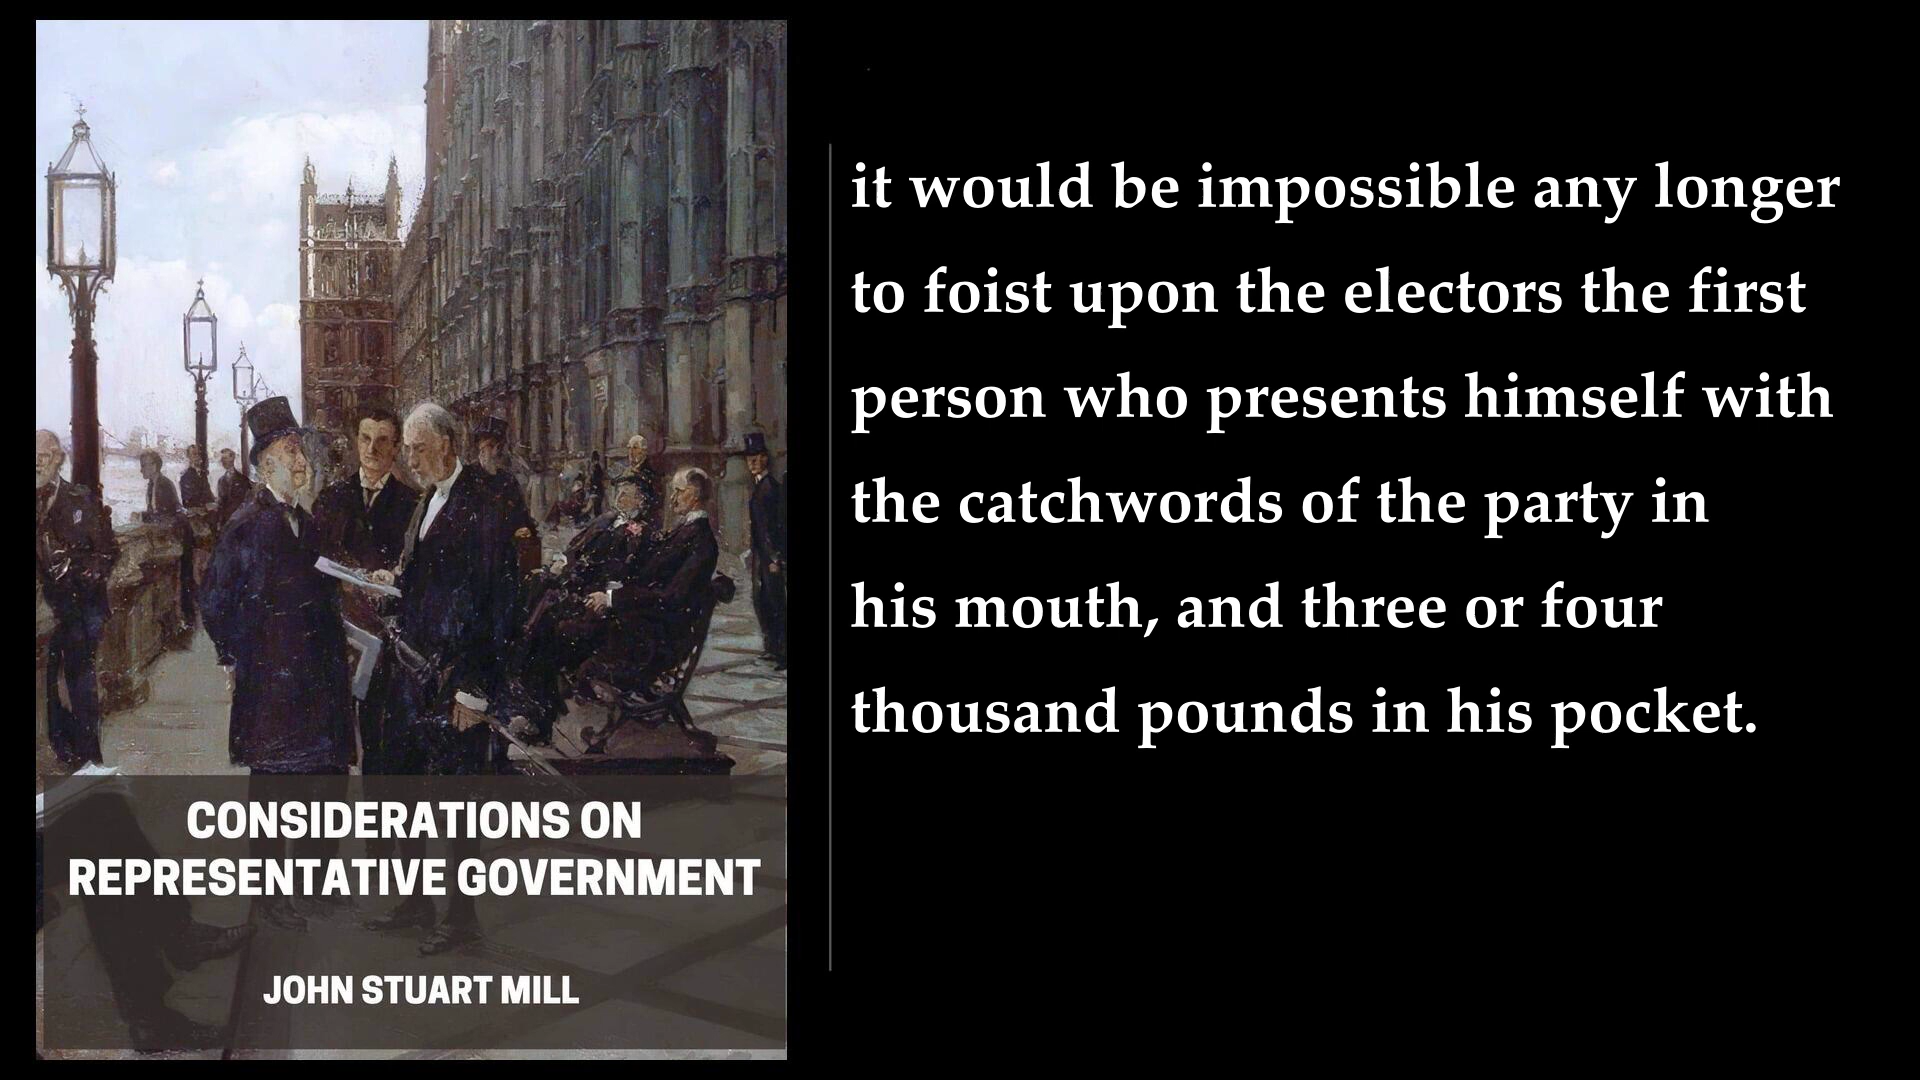 CONSIDERATIONS ON
REPRESENTATIVE GOVERNMENT
JOHN STUART MILL
it would be impossible any longer
to foist upon the electors the first
person who presents himself with
the catchwords of the party in
his mouth, and three or four
thousand pounds in his pocket.